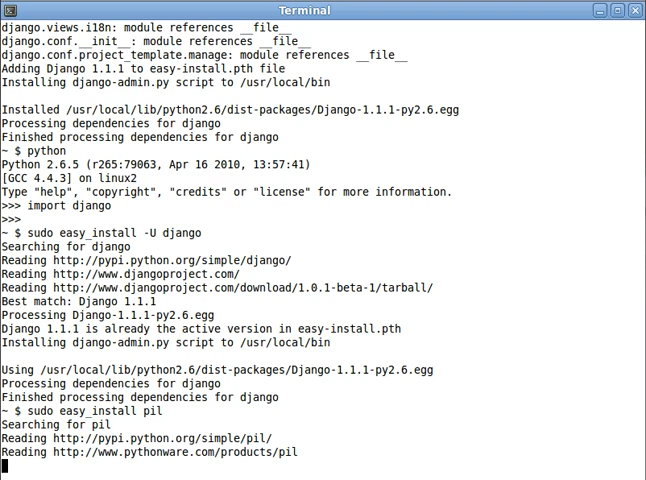 Terminal
django.views.i18n: module references __file__
django.conf.__init__: module references __file__
django.conf.project_template.manage: module references __file__
Adding Django 1.1.1 to easy-install.pth file
Installing django-admin.py script to /usr/local/bin
Installed /usr/local/lib/python2.6/dist-packages/Django-1.1.1-py2.6.egg
Processing dependencies for django
Finished processing dependencies for django
~ $ python
Python 2.6.5 (r265:79063, Apr 16 2010, 13:57:41)
[GCC 4.4.3] on linux2
Type "help", "copyright", "credits" or "license" for more information.
>>> import django
>>>
~ $ sudo easy_install -U django
Searching for django
Reading http://pypi.python.org/simple/django/
Reading http://www.djangoproject.com/
Reading http://www.djangoproject.com/download/1.0.1-beta-1/tarball/
Best match: Django 1.1.1
Processing Django-1.1.1-py2.6.egg
Django 1.1.1 is already the active version in easy-install.pth
Installing django-admin.py script to /usr/local/bin
Using /usr/local/lib/python2.6/dist-packages/Django-1.1.1-py2.6.egg
Processing dependencies for django
Finished processing dependencies for django
~ $ sudo easy_install pil
Searching for pil
Reading http://pypi.python.org/simple/pil/
Reading http://www.pythonware.com/products/pil